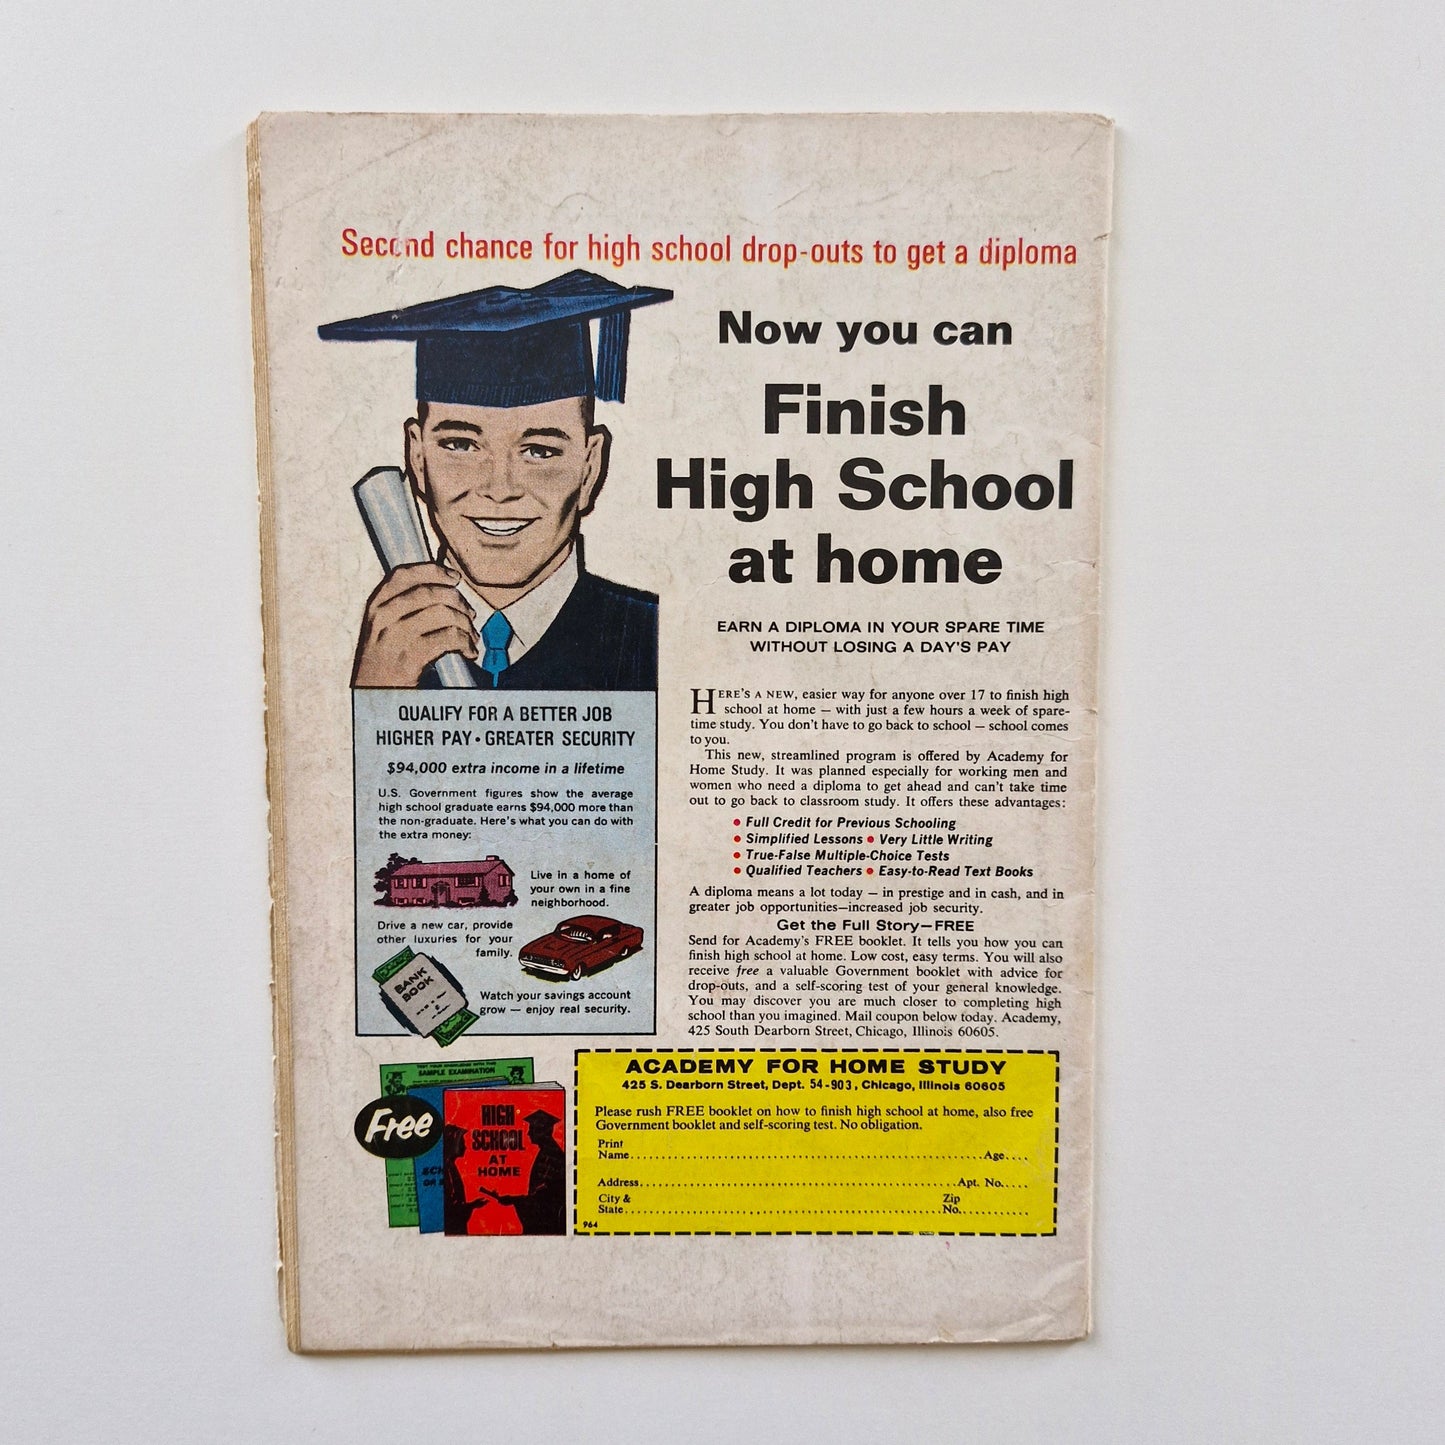 Second chance for high school drop-outs to get a diploma
Now you can
Finish
High School
at home
EARN A DIPLOMA IN YOUR SPARE TIME
WITHOUT LOSING A DAY'S PAY
HERE'S A NEW, easier way for anyone over 17 to finish high
school at home — with just a few hours a week of spare-
time study. You don't have to go back to school — school comes
to you.
This new, streamlined program is offered by Academy for
Home Study. It was planned especially for working men and
women who need a diploma to get ahead and can't take time
out to go back to classroom study. It offers these advantages:
• Full Credit for Previous Schooling
• Simplified Lessons • Very Little Writing
• True-False Multiple-Choice Tests
• Qualified Teachers • Easy-to-Read Text Books
A diploma means a lot today — in prestige and in cash, and in
greater job opportunities—increased job security.
Get the Full Story—FREE
Send for Academy's FREE booklet. It tells you how you can
finish high school at home. Low cost, easy terms. You will also
receive free a valuable Government booklet with advice for
drop-outs, and a self-scoring test of your general knowledge.
You may discover you are much closer to completing high
school than you imagined. Mail coupon below today. Academy,
425 South Dearborn Street, Chicago, Illinois 60605.
QUALIFY FOR A BETTER JOB
HIGHER PAY • GREATER SECURITY
$94,000 extra income in a lifetime
U.S. Government figures show the average
high school graduate earns $94,000 more than
the non-graduate. Here's what you can do with
the extra money:
Live in a home of
your own in a fine
neighborhood.
Drive a new car, provide
other luxuries for your
family.
BANK
BOOK
Watch your savings account
grow — enjoy real security.
TEST YOUR KNOWLEDGE WITH THIS
SAMPLE EXAMINATION
Free
HIGH
SCHOOL
AT
HOME
ACADEMY FOR HOME STUDY
425 S. Dearborn Street, Dept. 54-903, Chicago, Illinois 60605
Please rush FREE booklet on how to finish high school at home, also free
Government booklet and self-scoring test. No obligation.
Print
Name.....Age....
Address.....Apt. No.....
City & Zip
State.....No.....
964